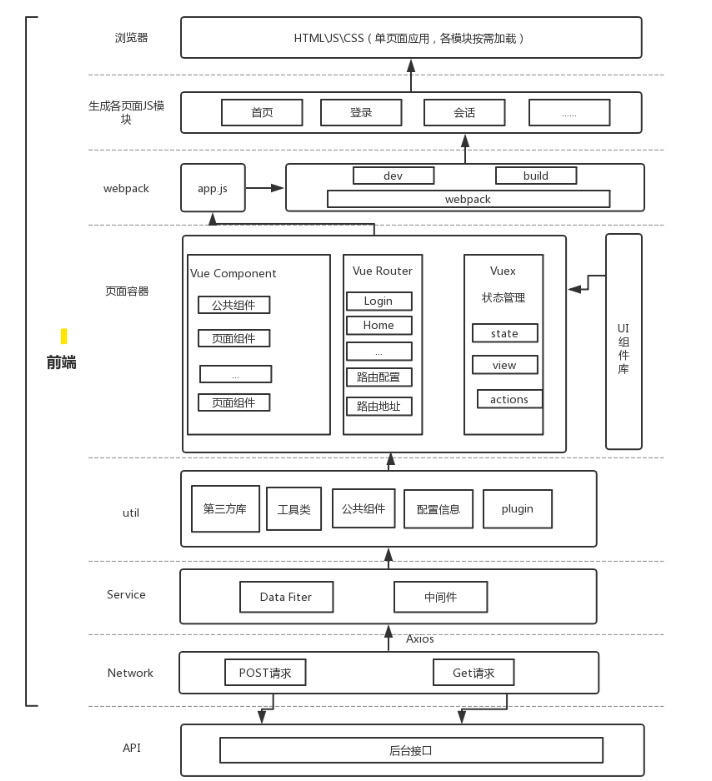 浏览器
HTML\JS\CSS（单页面应用，各模块按需加载）
生成各页面JS模
块
首页
登录
会话
......
webpack
app.js
dev
build
webpack
页面容器
Vue Component
公共组件
页面组件
...
页面组件
Vue Router
Login
Home
...
路由配置
路由地址
Vuex
状态管理
state
view
actions
UI
组
件
库
前端
util
第三方库
工具类
公共组件
配置信息
plugin
Service
Data Fiter
中间件
Axios
Network
POST请求
Get请求
API
后台接口